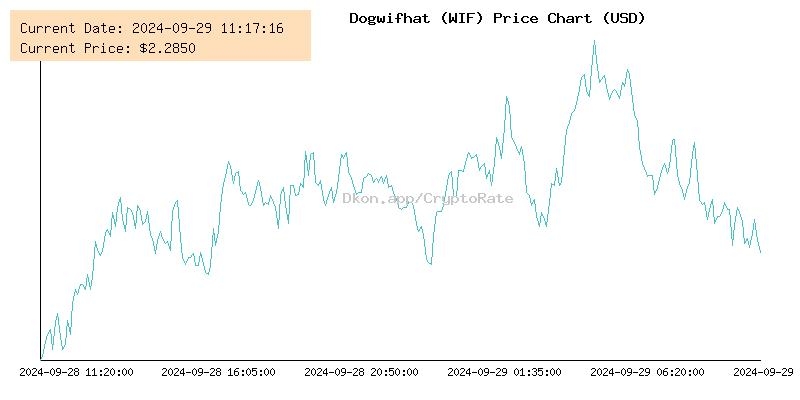 Dogwifhat (WIF) Price Chart (USD)
Current Date: 2024-09-29 11:17:16
Current Price: $2.2850
Dkon.app/CryptoRate
2024-09-28 11:20:00 2024-09-28 16:05:00 2024-09-28 20:50:00 2024-09-29 01:35:00 2024-09-29 06:20:00 2024-09-29